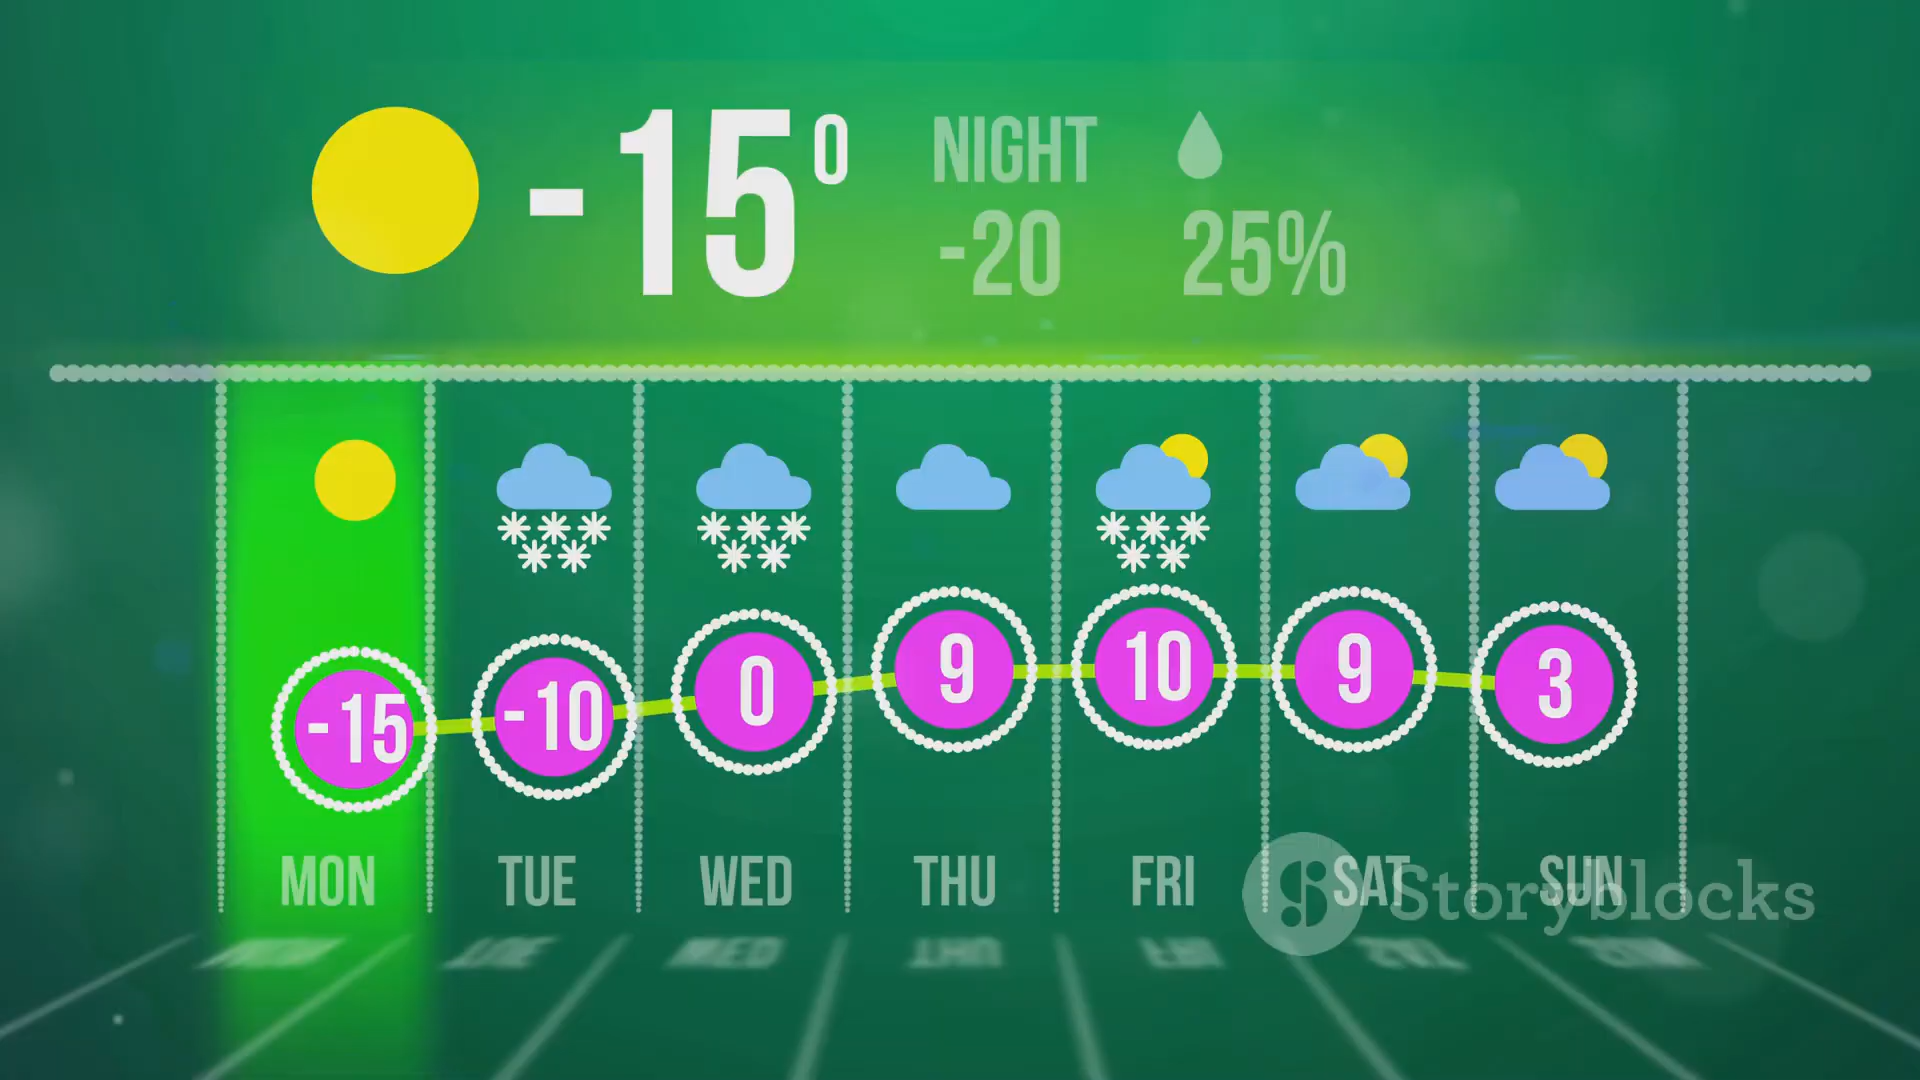 -15°
NIGHT
-20
25%
-15 -10 0 9 10 9 3
MON TUE WED THU FRI SAT SUN
Storyblocks